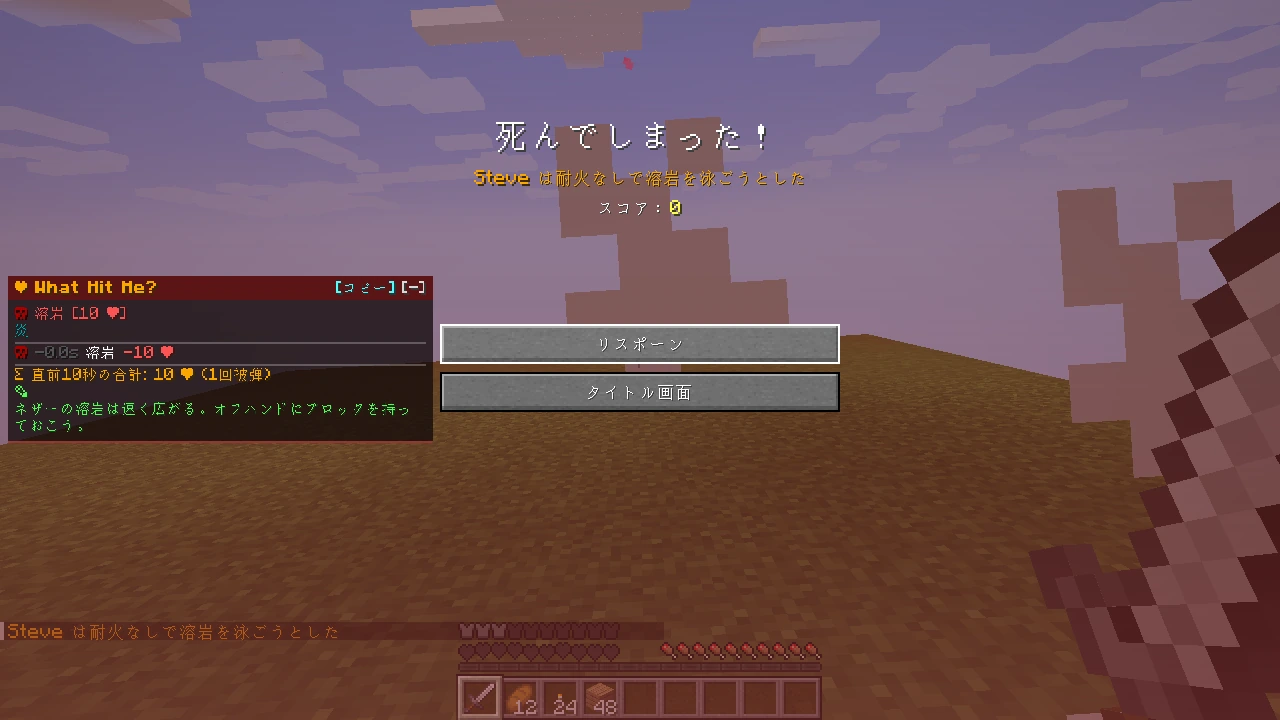 死んでしまった!
Steve は耐火なしで溶岩を泳ごうとした
スコア: 0
What Hit Me? [コピー] [-]
溶岩 [10 ♥]
炎
-0.0s 溶岩 -10 ♥
Σ 直前10秒の合計: 10 ♥ (1回被弾)
ネザーの溶岩は速く広がる。オフハンドにブロックを持っ
ておこう。
リスポーン
タイトル画面
Steve は耐火なしで溶岩を泳ごうとした
12 24 48